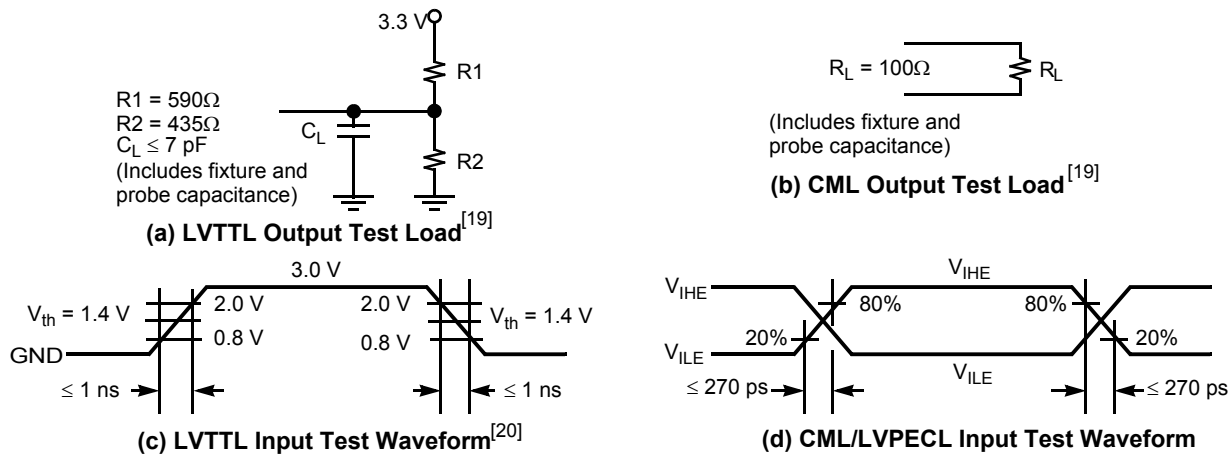 3.3 V
R1
R1 = 590Ω
R2 = 435Ω
C_L ≤ 7 pF
(Includes fixture and
probe capacitance)
C_L
R2
(a) LVTTL Output Test Load[19]
R_L = 100Ω
R_L
(Includes fixture and
probe capacitance)
(b) CML Output Test Load[19]
3.0 V
V_th = 1.4 V
2.0 V
0.8 V
2.0 V
0.8 V
V_th = 1.4 V
GND
≤ 1 ns
≤ 1 ns
(c) LVTTL Input Test Waveform[20]
V_IHE
V_IHE
80%
80%
20%
20%
V_ILE
V_ILE
≤ 270 ps
≤ 270 ps
(d) CML/LVPECL Input Test Waveform